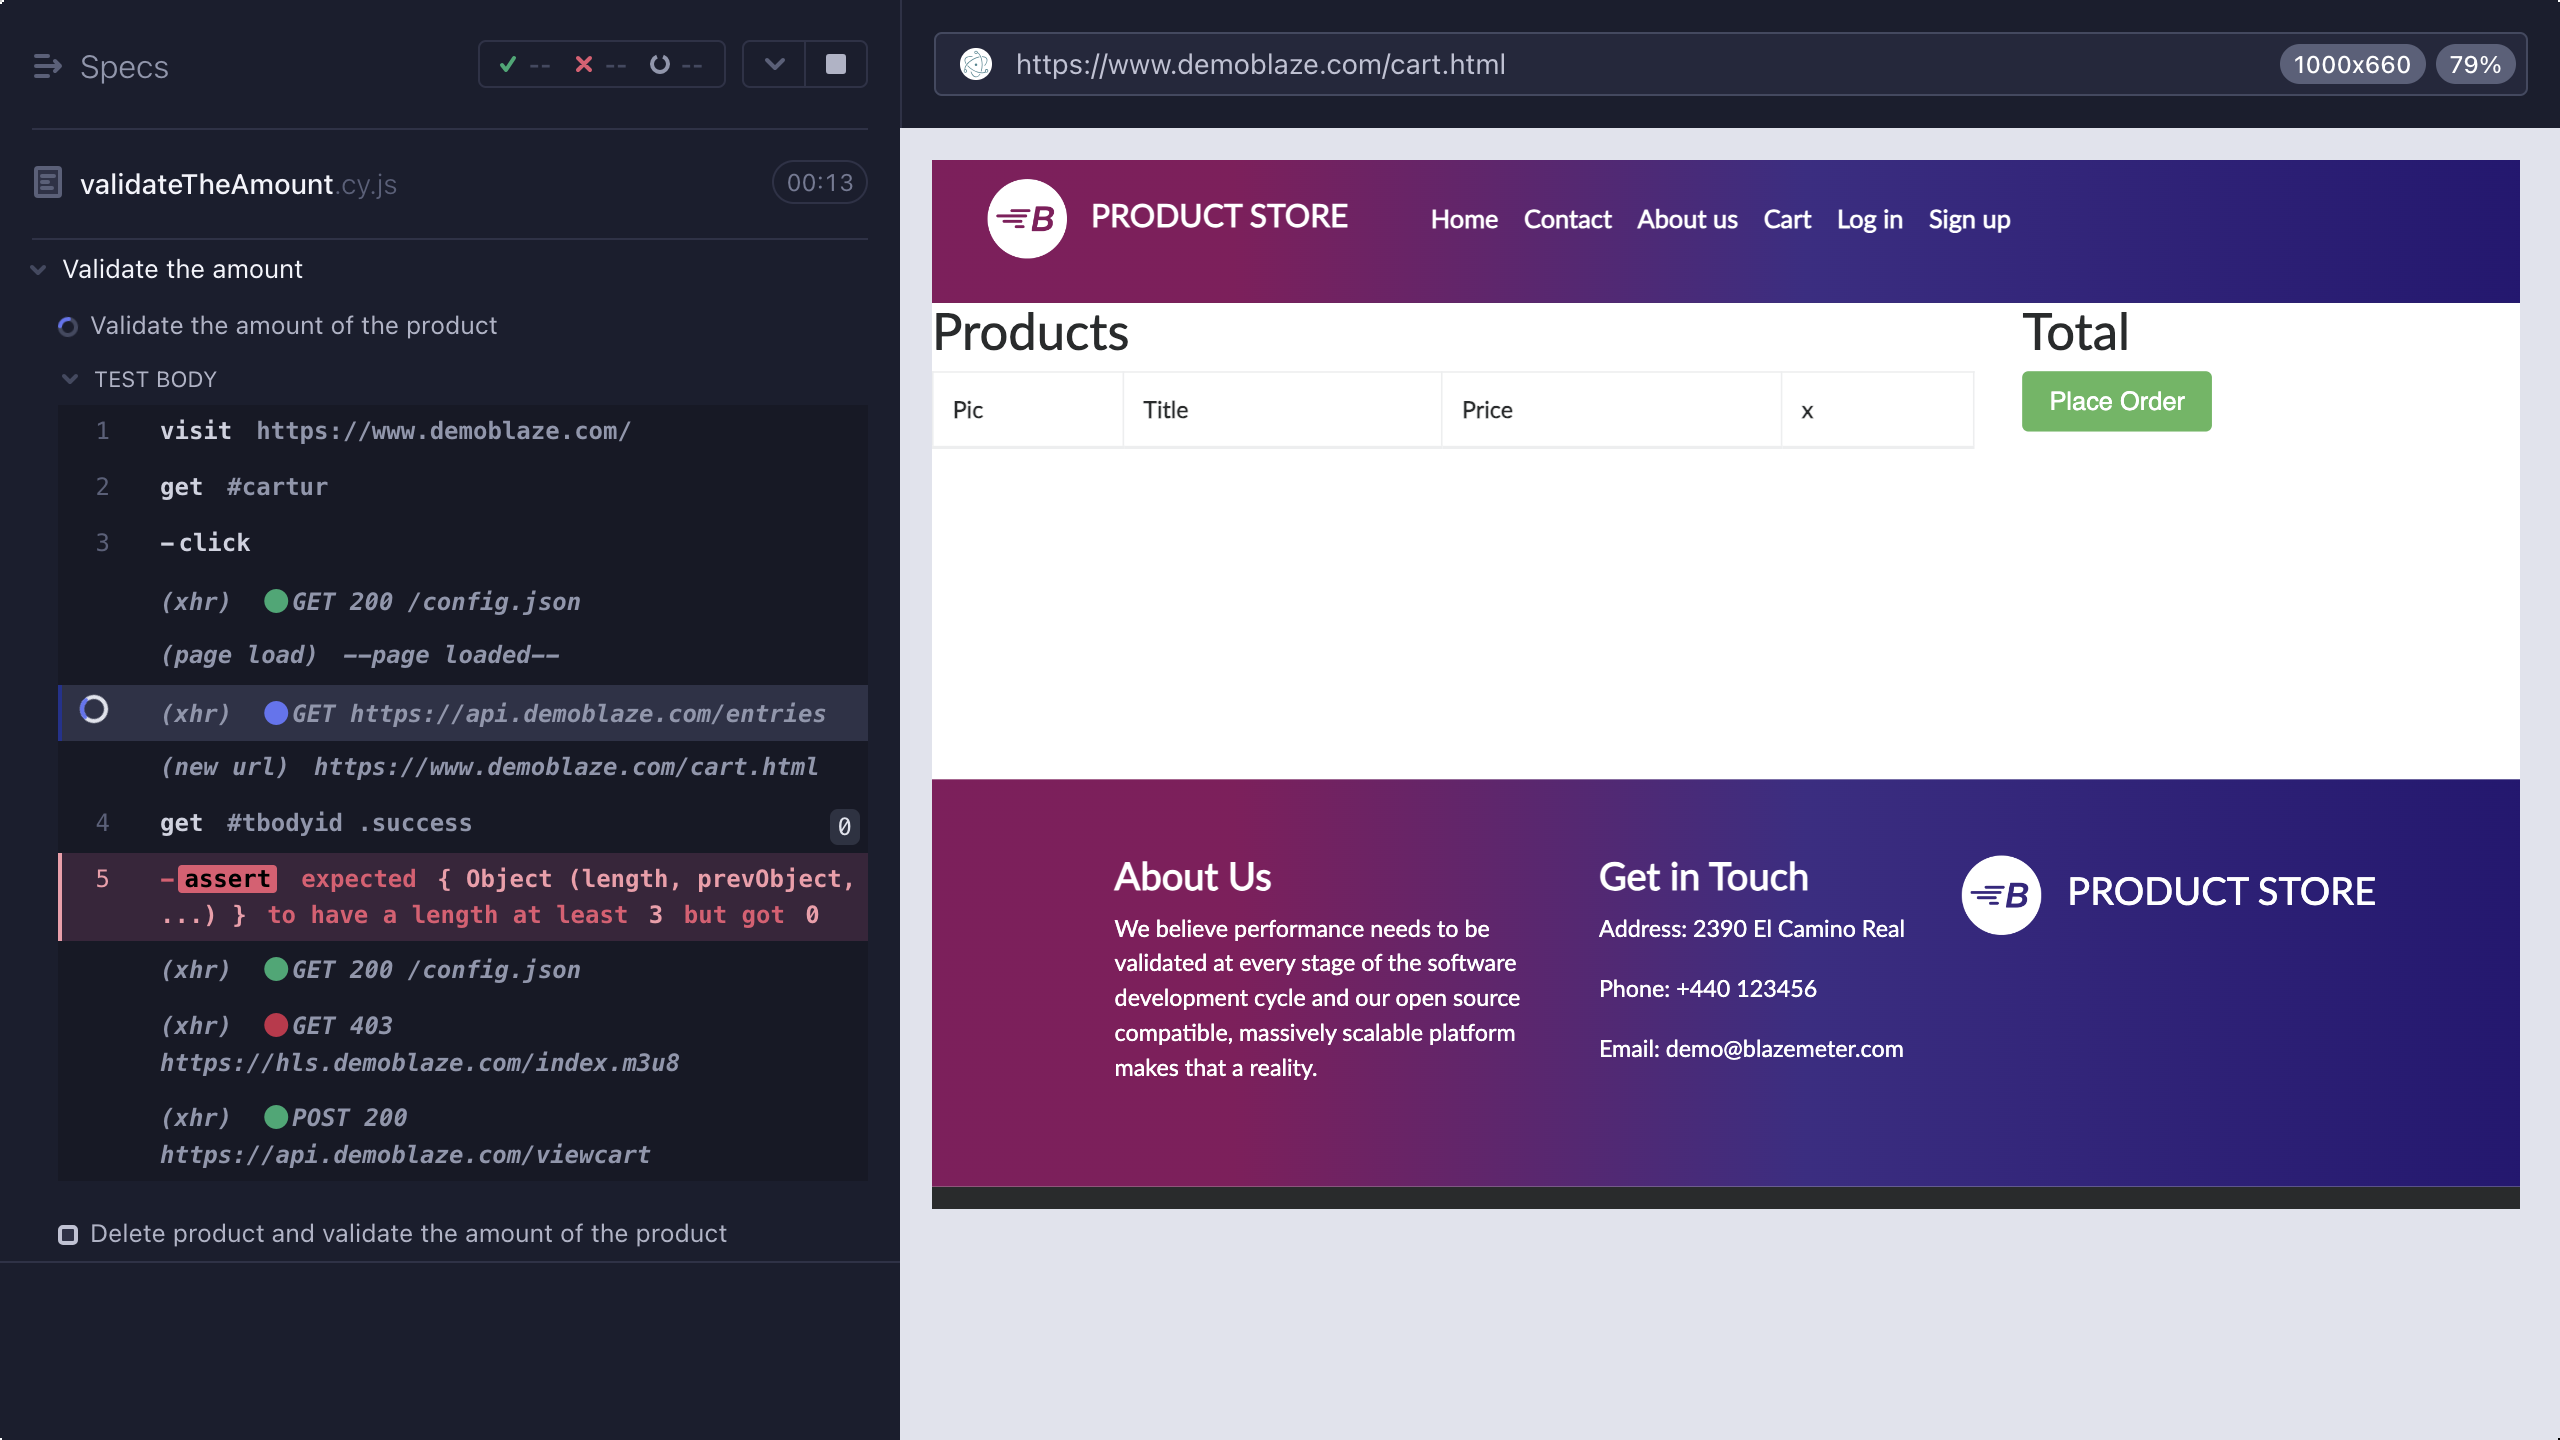 Specs
-- -- --
https://www.demoblaze.com/cart.html
1000x660
79%
validateTheAmount.cy.js
00:13
Validate the amount
Validate the amount of the product
TEST BODY
1 visit https://www.demoblaze.com/
2 get #cartur
3 -click
(xhr) GET 200 /config.json
(page load) --page loaded--
(xhr) GET https://api.demoblaze.com/entries
(new url) https://www.demoblaze.com/cart.html
4 get #tbodyid .success 0
5 -assert expected { Object (length, prevObject,
...) } to have a length at least 3 but got 0
(xhr) GET 200 /config.json
(xhr) GET 403
https://hls.demoblaze.com/index.m3u8
(xhr) POST 200
https://api.demoblaze.com/viewcart
Delete product and validate the amount of the product
B PRODUCT STORE
Home Contact About us Cart Log in Sign up
Products
Total
Pic Title Price x
Place Order
About Us
We believe performance needs to be
validated at every stage of the software
development cycle and our open source
compatible, massively scalable platform
makes that a reality.
Get in Touch
Address: 2390 El Camino Real
Phone: +440 123456
Email: demo@blazemeter.com
B PRODUCT STORE